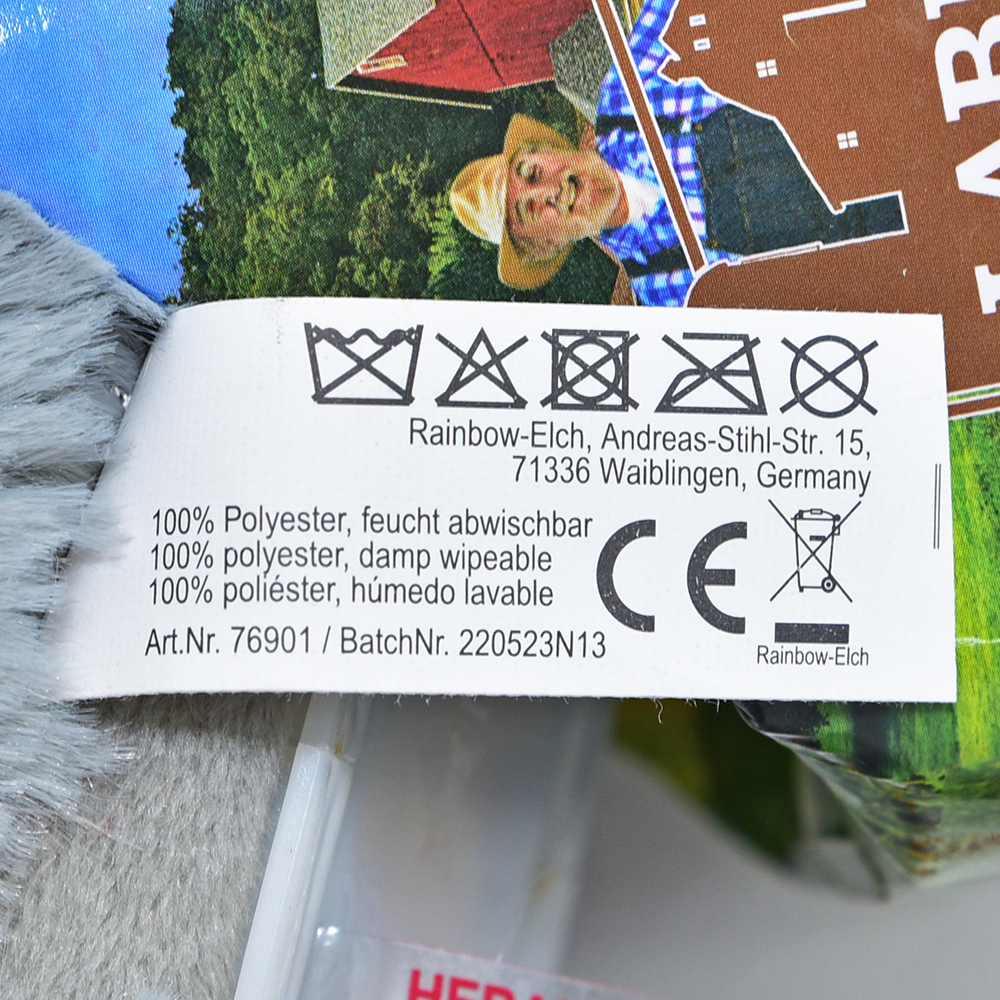 Rainbow-Elch, Andreas-Stihl-Str. 15,
71336 Waiblingen, Germany
100% Polyester, feucht abwischbar
100% polyester, damp wipeable
100% poliéster, húmedo lavable
Art.Nr. 76901 / BatchNr. 220523N13
CE
Rainbow-Elch